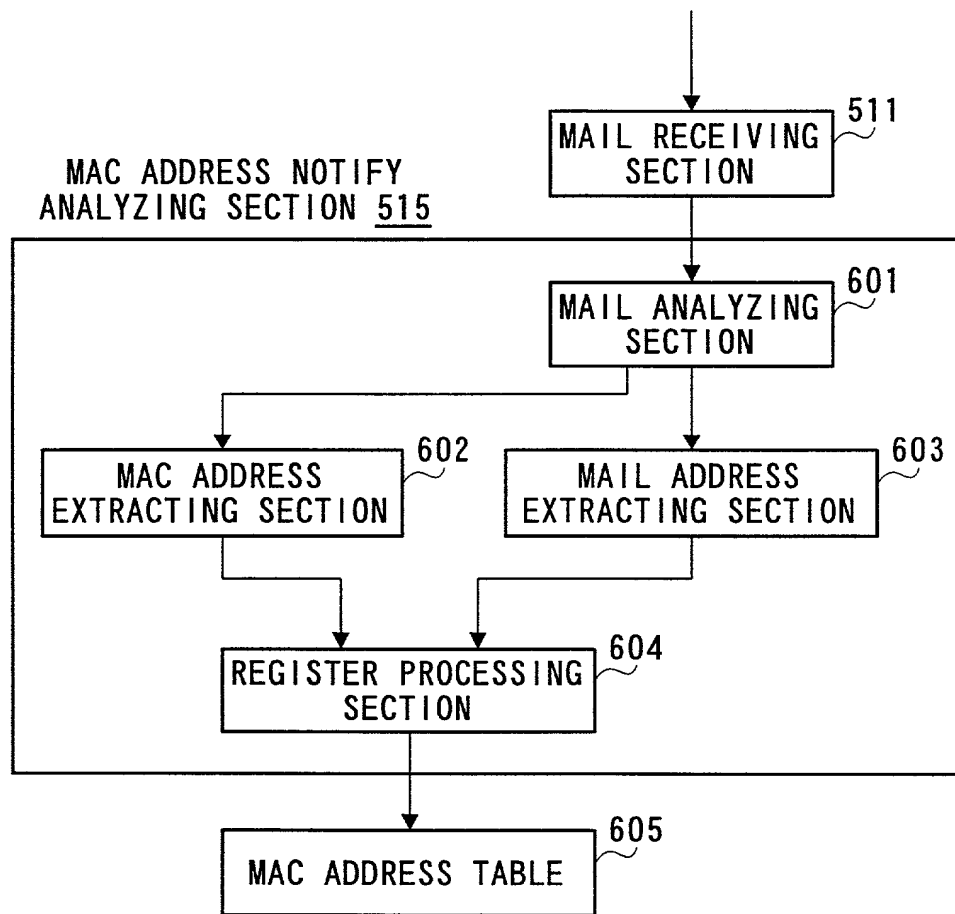 511
MAIL RECEIVING
SECTION
MAC ADDRESS NOTIFY
ANALYZING SECTION 515
601
MAIL ANALYZING
SECTION
602
MAC ADDRESS
EXTRACTING SECTION
603
MAIL ADDRESS
EXTRACTING SECTION
604
REGISTER PROCESSING
SECTION
605
MAC ADDRESS TABLE